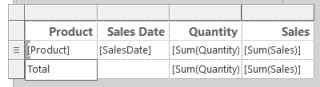 Product Sales Date Quantity Sales
[Product] [SalesDate] [Sum(Quantity) [Sum(Sales)]
Total [Sum(Quantity) [Sum(Sales)]